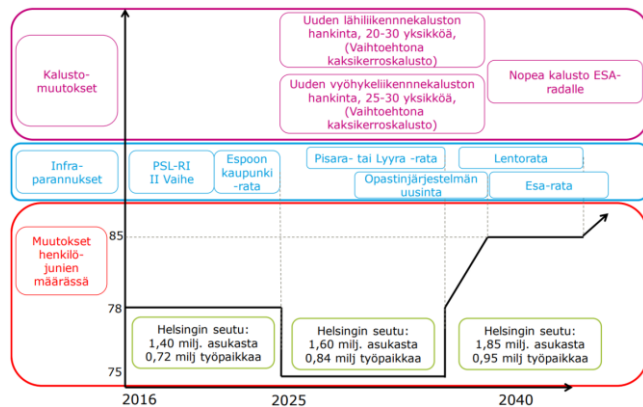 Kalusto-
muutokset
Uuden lähiliikennnekaluston
hankinta, 20-30 yksikköä,
(Vaihtoehtona
kaksikerroskalusto)
Uuden vyöhykeliikennnekaluston
hankinta, 25-30 yksikköä,
(Vaihtoehtona
kaksikerroskalusto)
Nopea kalusto ESA-
radalle
Infra-
parannukset
PSL-RI
II Vaihe
Espoon
kaupunki
-rata
Pisara- tai Lyyra -rata
Opastinjärjestelmän
uusinta
Lentorata
Esa-rata
Muutokset
henkilö-
junien
määrässä
85
78
75
Helsingin seutu:
1,40 milj. asukasta
0,72 milj työpaikkaa
Helsingin seutu:
1,60 milj. asukasta
0,84 milj työpaikkaa
Helsingin seutu:
1,85 milj. asukasta
0,95 milj työpaikkaa
2016
2025
2040